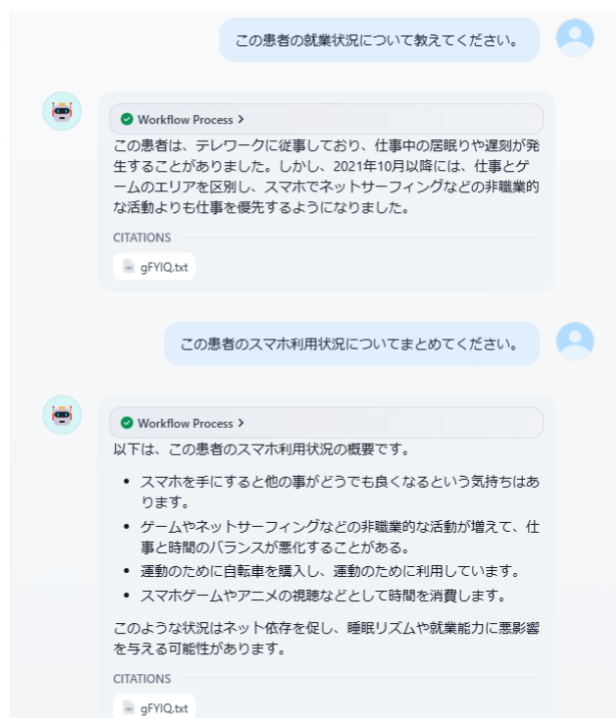 この患者の就業状況について教えてください。
Workflow Process >
この患者は、テレワークに従事しており、仕事中の居眠りや遅刻が発
生することがありました。しかし、2021年10月以降には、仕事とゲ
ームのエリアを区別し、スマホでネットサーフィングなどの非職業的
な活動よりも仕事を優先するようになりました。
CITATIONS
gFYIQ.txt
この患者のスマホ利用状況についてまとめてください。
Workflow Process >
以下は、この患者のスマホ利用状況の概要です。
• スマホを手にすると他の事がどうでも良くなるという気持ちはあ
ります。
• ゲームやネットサーフィングなどの非職業的な活動が増えて、仕
事と時間のバランスが悪化することがある。
• 運動のために自転車を購入し、運動のために利用しています。
• スマホゲームやアニメの視聴などとして時間を消費します。
このような状況はネット依存を促し、睡眠リズムや就業能力に悪影響
を与える可能性があります。
CITATIONS
gFYIQ.txt